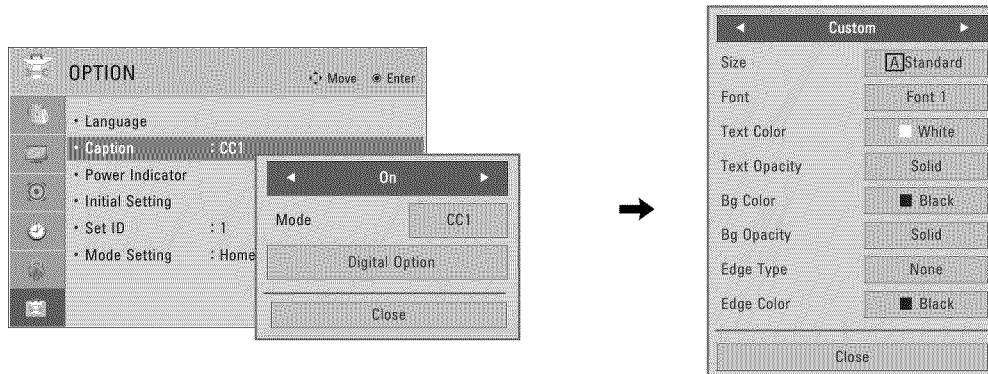 OPTION
Move Enter
• Language
• Caption : CC1
• Power Indicator
• Initial Setting
• Set ID : 1
• Mode Setting : Home
◄ On ►
Mode CC1
Digital Option
Close
◄ Custom ►
Size A Standard
Font Font 1
Text Color White
Text Opacity Solid
Bg Color Black
Bg Opacity Solid
Edge Type None
Edge Color Black
Close